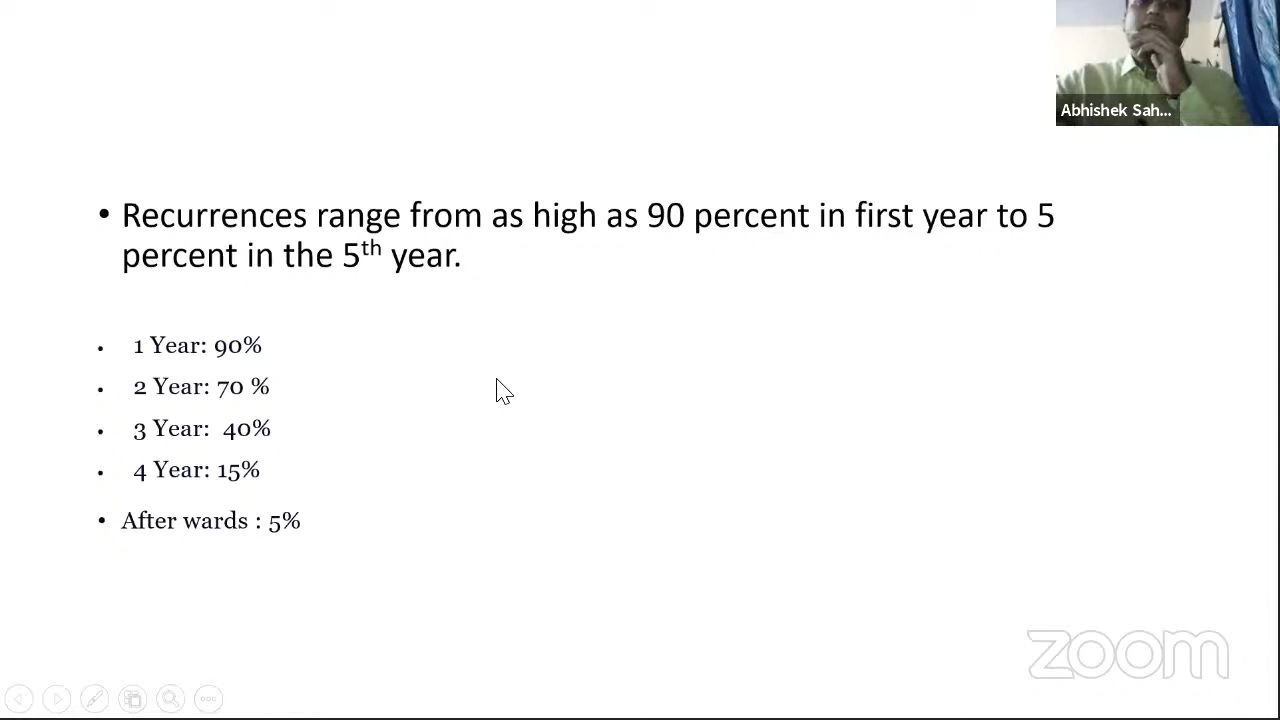 Abhishek Sah...
• Recurrences range from as high as 90 percent in first year to 5
percent in the 5th year.
• 1 Year: 90%
• 2 Year: 70 %
• 3 Year:  40%
• 4 Year: 15%
• After wards : 5%
zoom